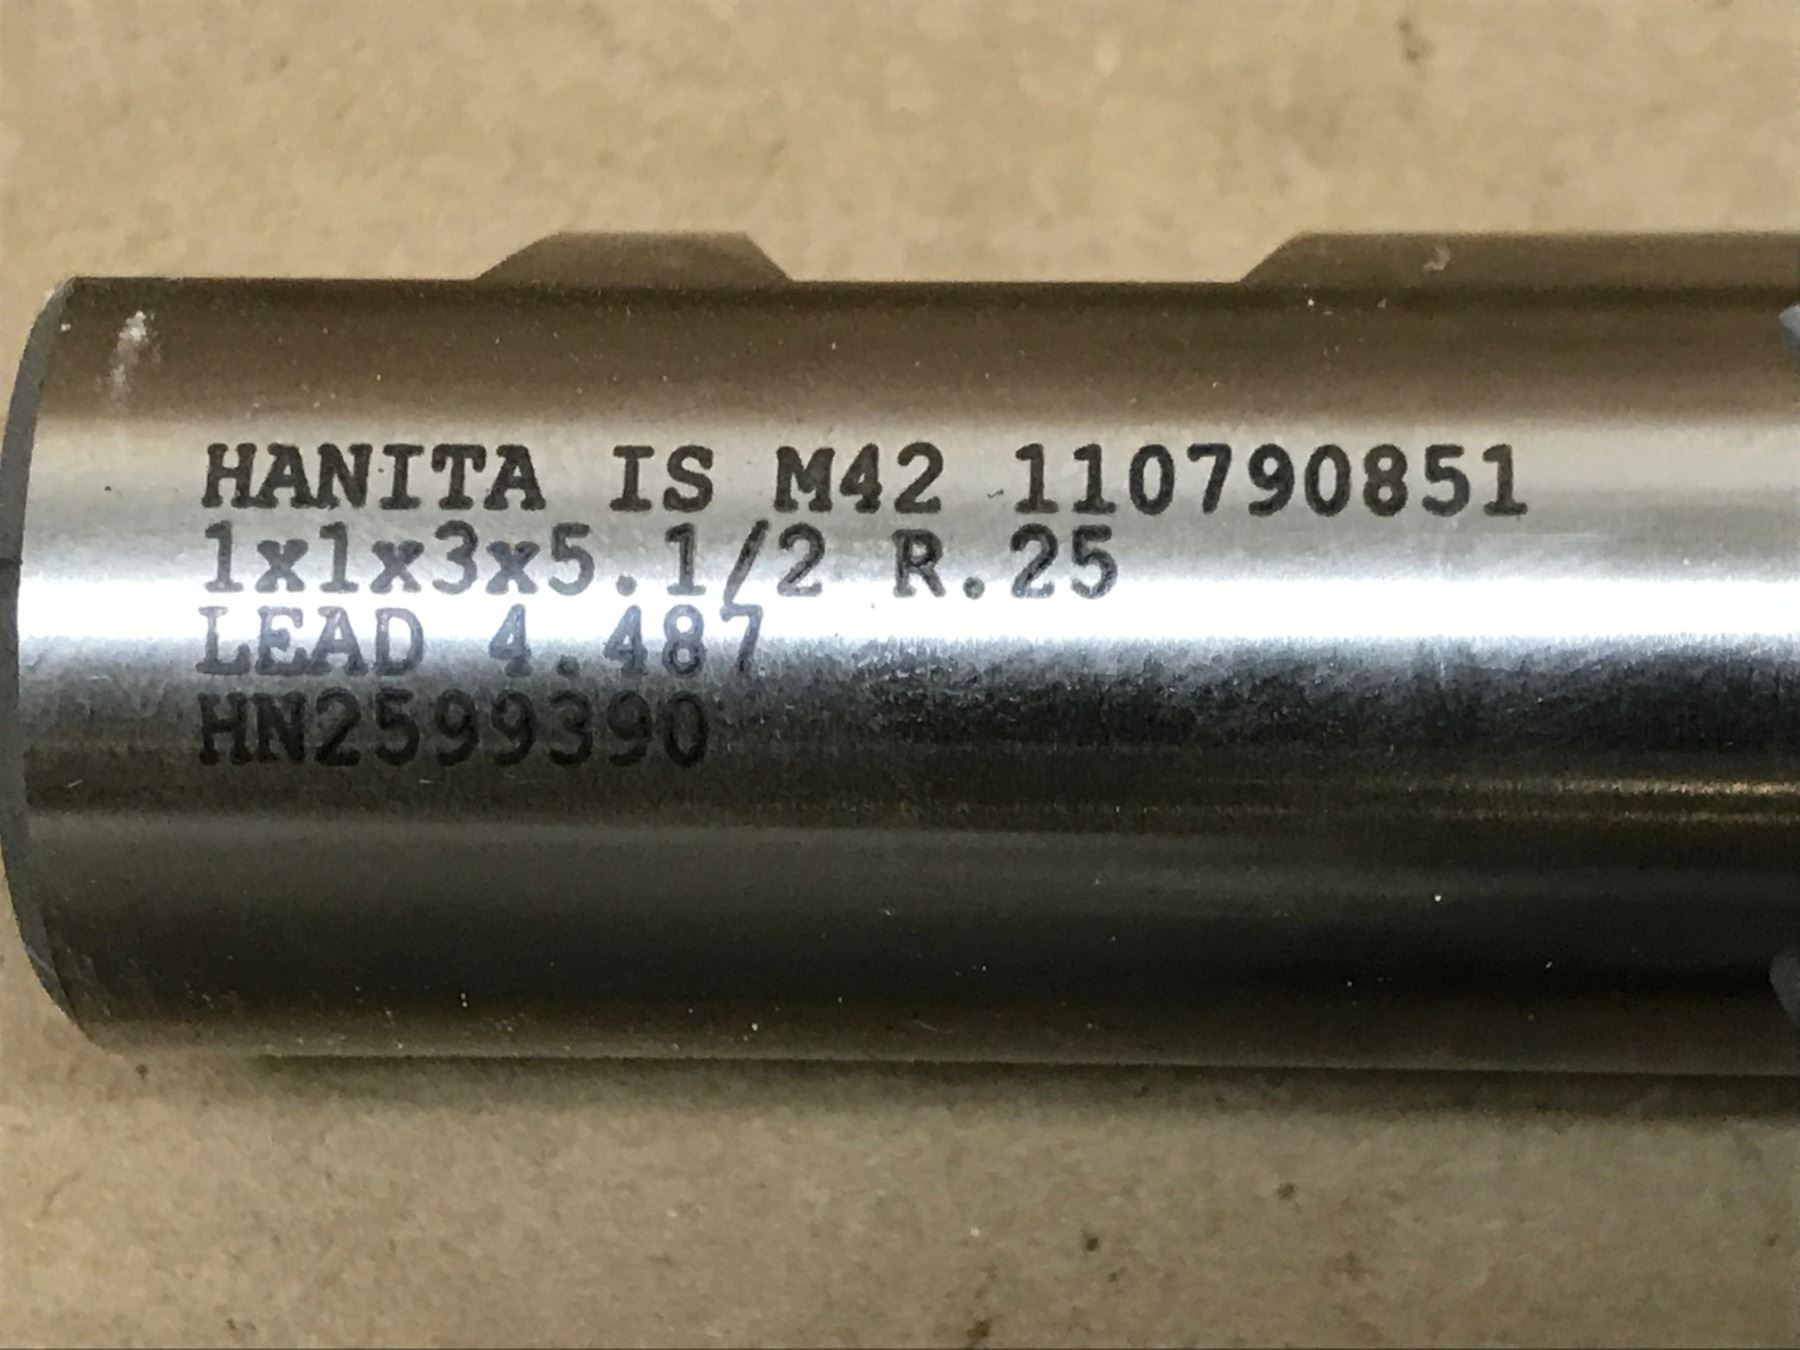 HANITA IS M42 110790851
1x1x3x5.1/2 R.25
LEAD 4.487
HN2599390